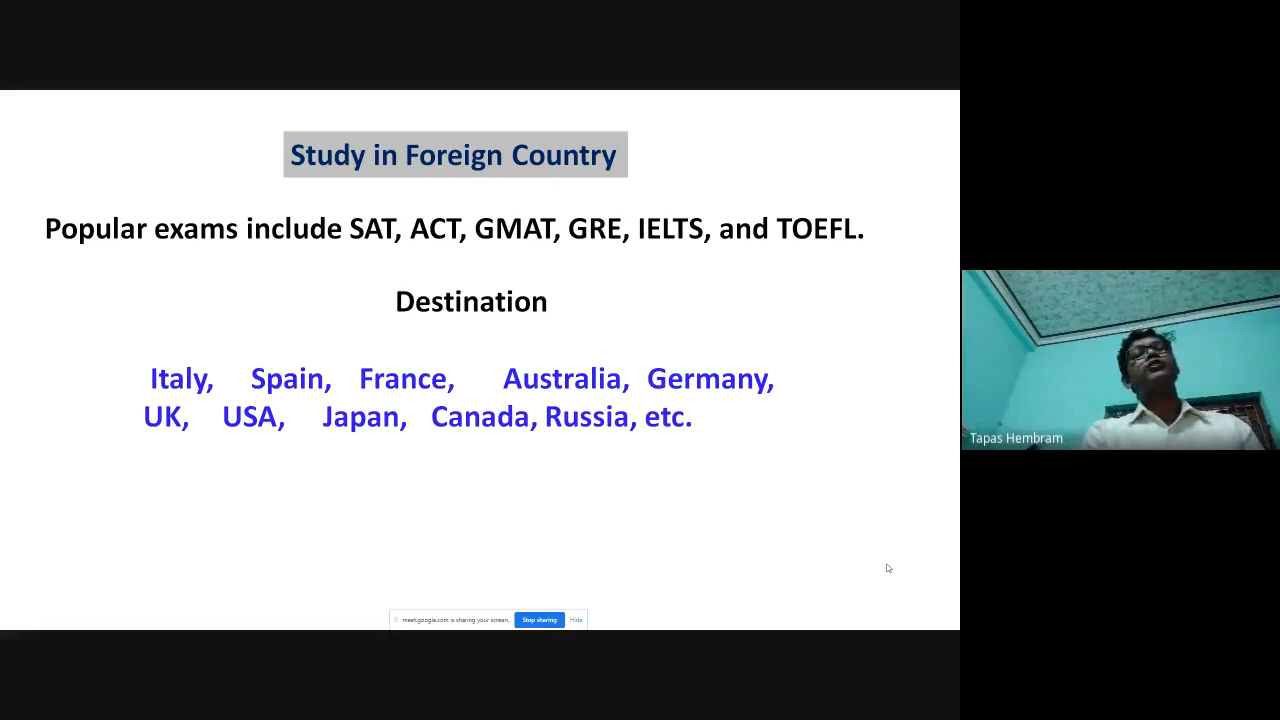 Study in Foreign Country
Popular exams include SAT, ACT, GMAT, GRE, IELTS, and TOEFL.
Destination
Italy, Spain, France, Australia, Germany,
UK, USA, Japan, Canada, Russia, etc.
Tapas Hembram
meet.google.com is sharing your screen. Stop sharing Hide